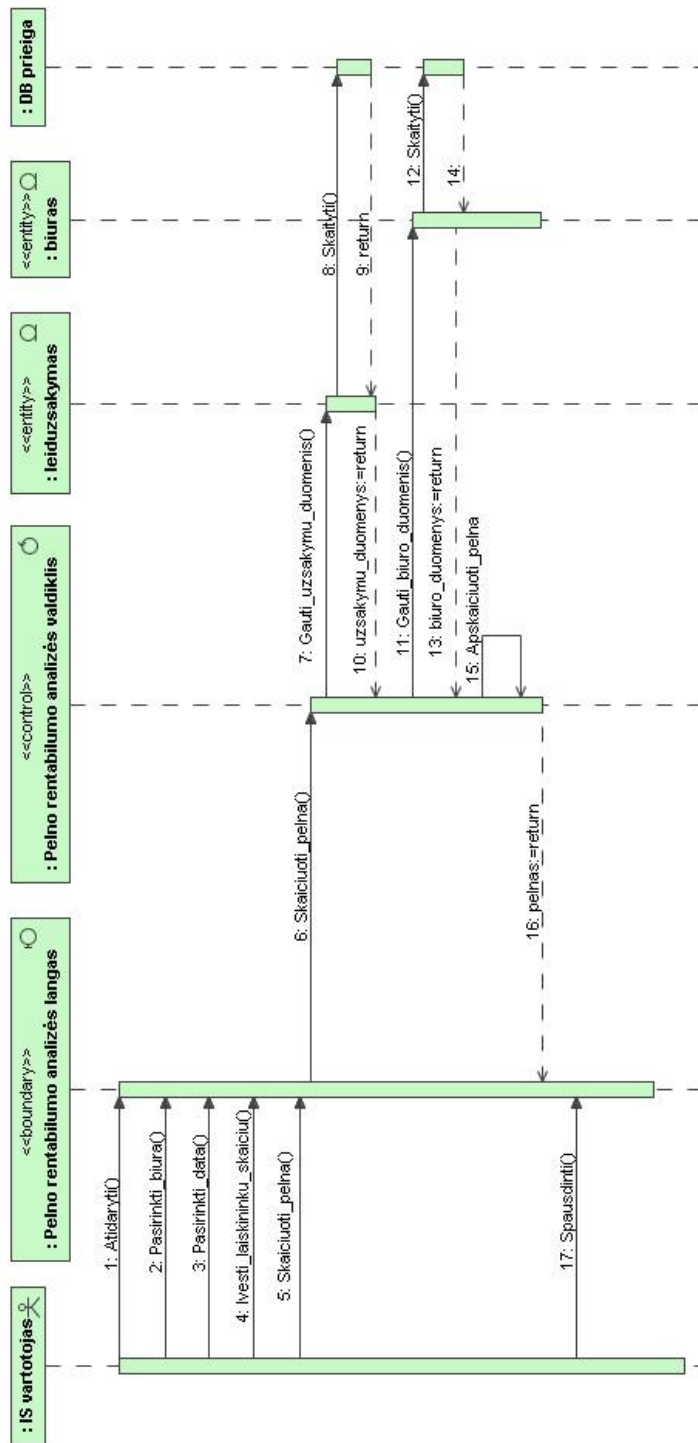 : IS vartotojas
<<boundary>>
: Pelno rentabilumo analizės langas
<<control>>
: Pelno rentabilumo analizės valdiklis
<<entity>>
: leiduzsakymas
<<entity>>
: biuras
: DB prieiga
1: Atidaryti()
2: Pasirinkti_biura()
3: Pasirinkti_data()
4: Ivesti_laiskininku_skaiciu()
5: Skaiciuoti_pelna()
6: Skaiciuoti_pelna()
7: Gauti_uzsakymu_duomenis()
8: Skaityti()
9: return
10: uzsakymu_duomenys:=return
11: Gauti_biuro_duomenis()
12: Skaityti()
13: biuro_duomenys:=return
14:
15: Apskaiciuoti_pelna
16: pelnas:=return
17: Spausdinti()